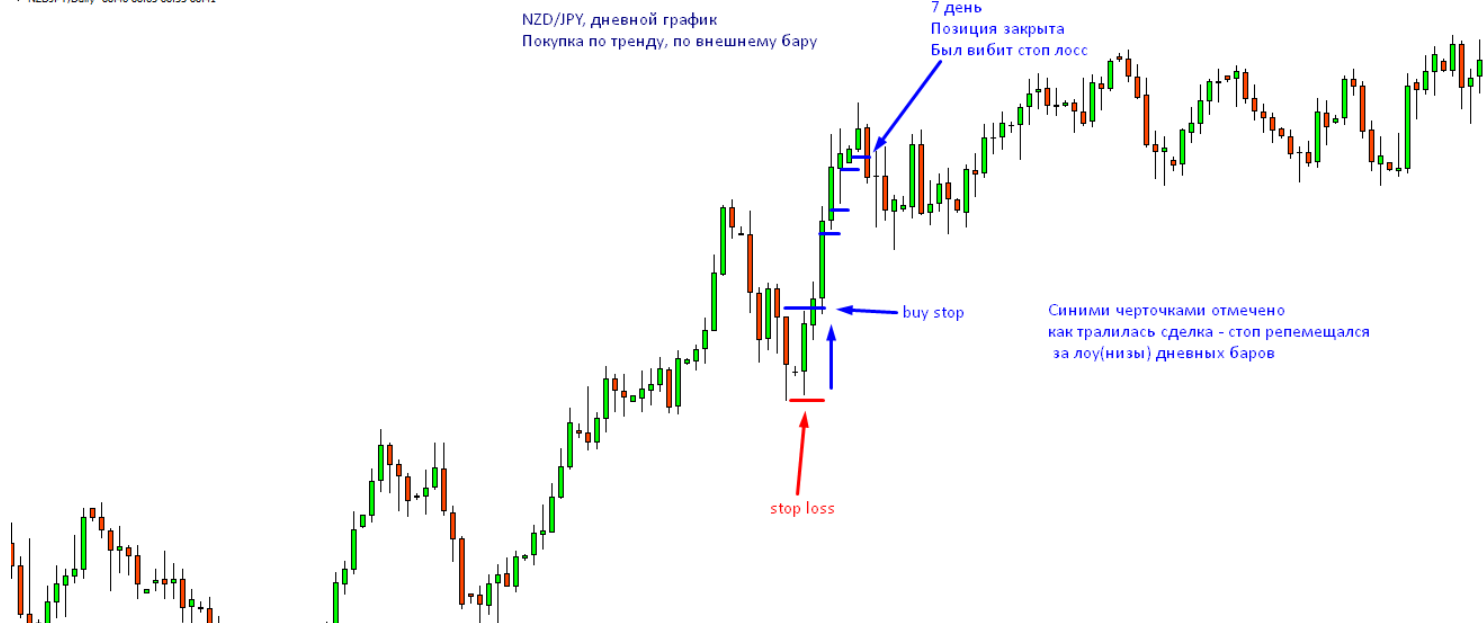 NZD/JPY, дневной график
Покупка по тренду, по внешнему бару
7 день
Позиция закрыта
Был вибит стоп лосс
buy stop
Синими черточками отмечено
как тралилась сделка - стоп репемещался
за лоу(низы) дневных баров
stop loss